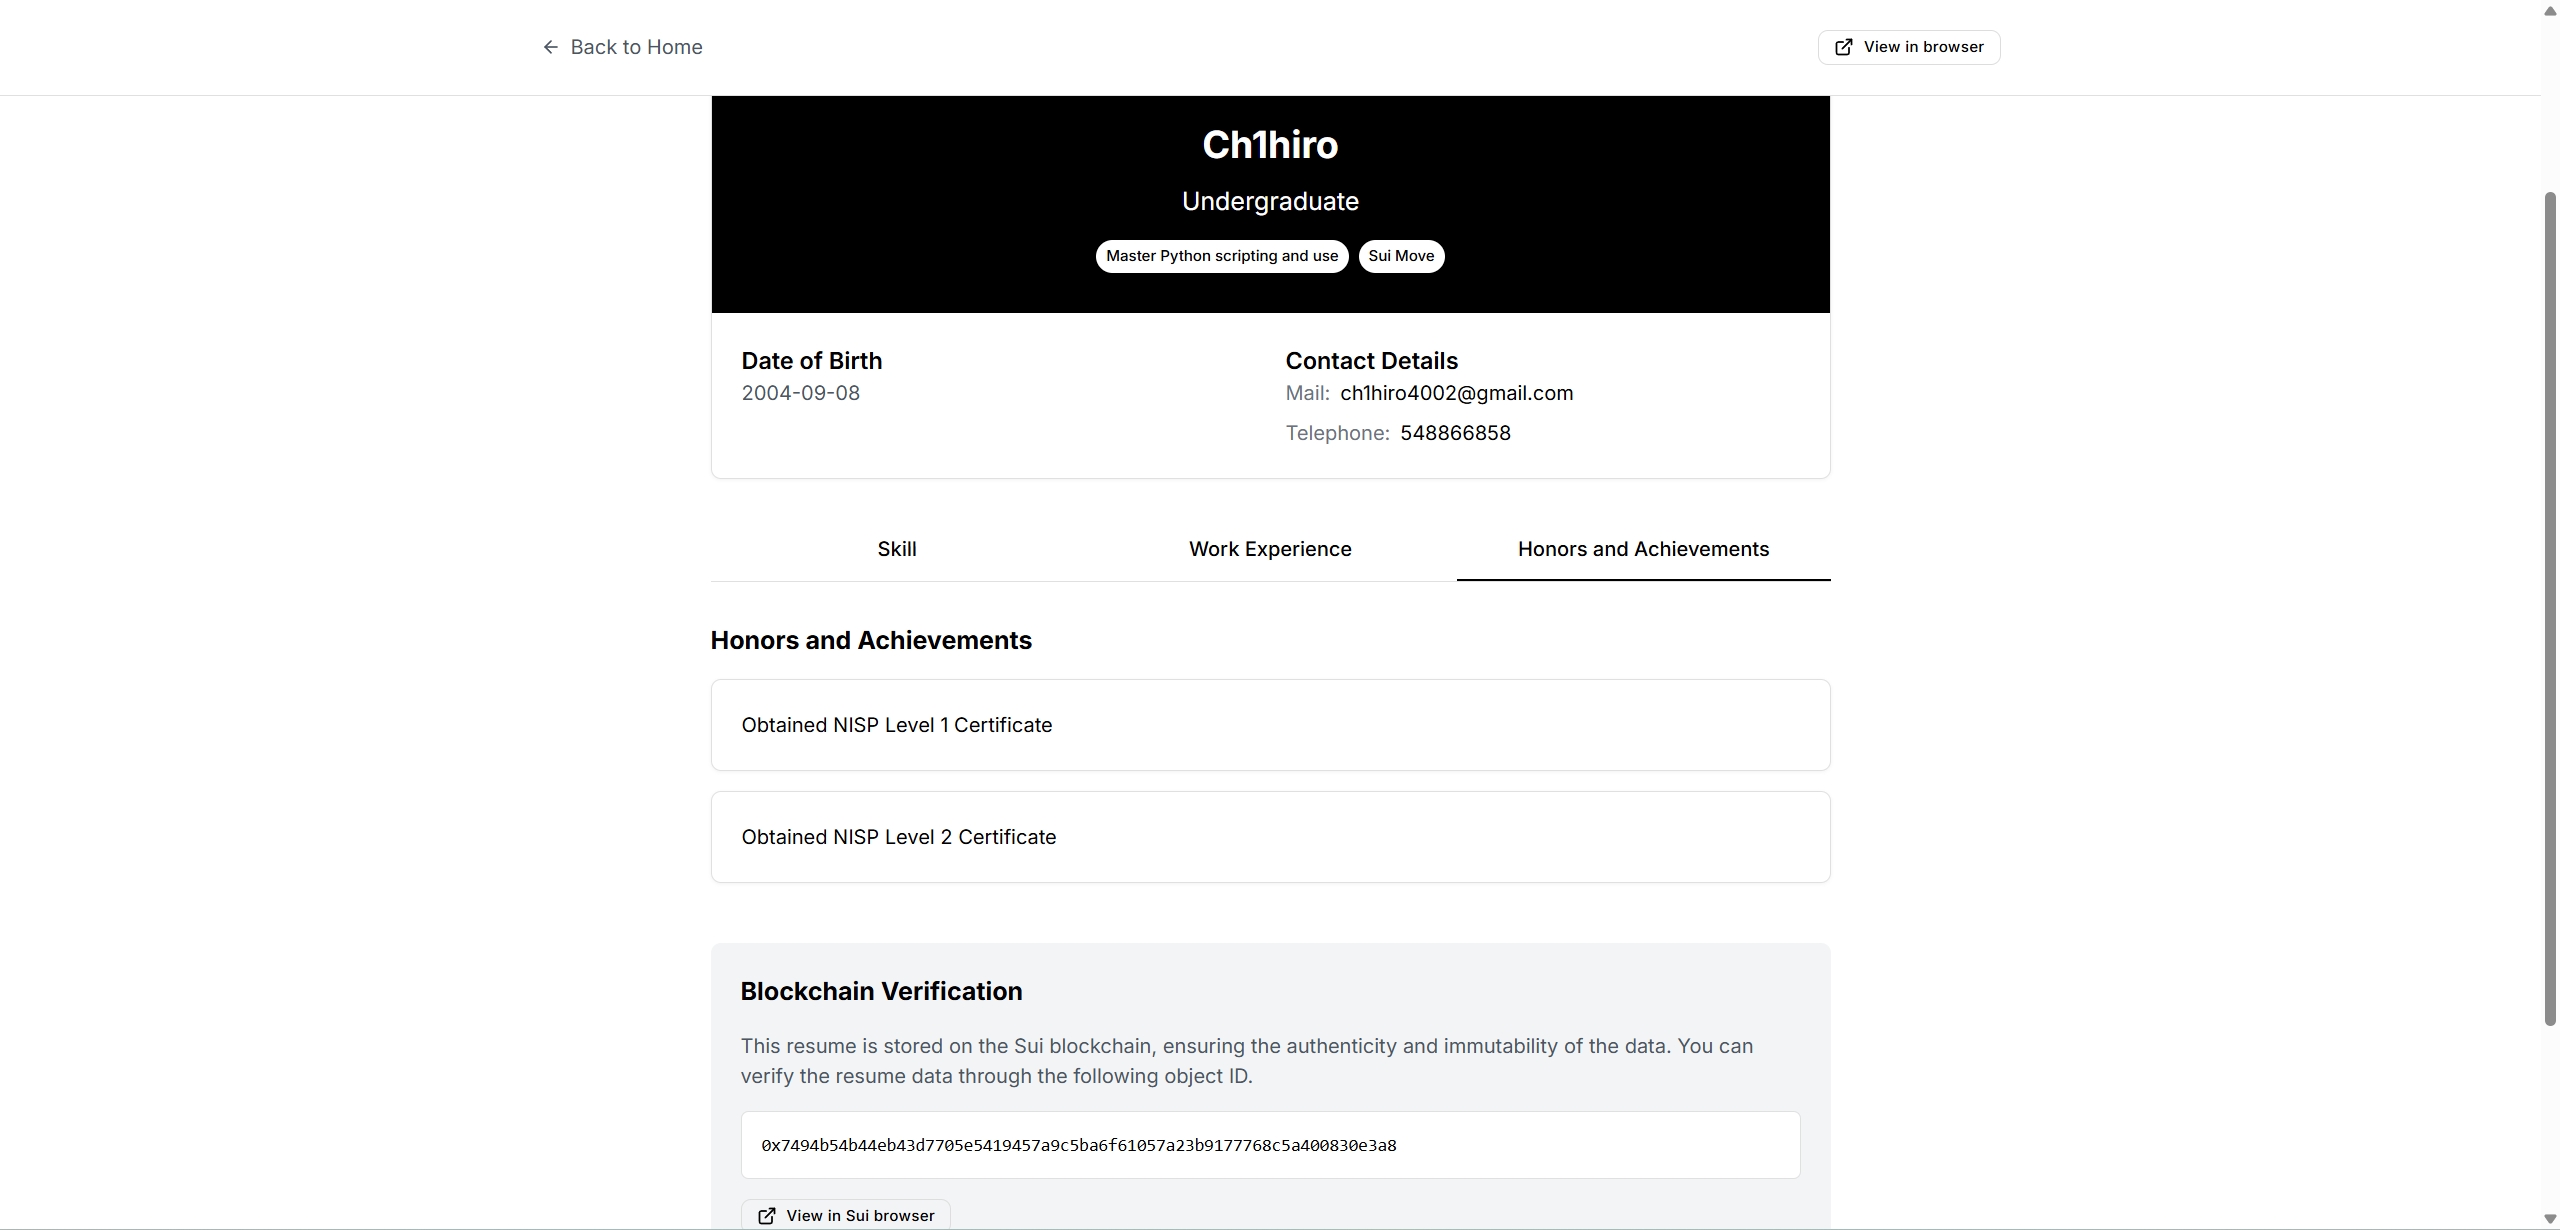 Back to Home
View in browser
Ch1hiro
Undergraduate
Master Python scripting and use
Sui Move
Date of Birth
2004-09-08
Contact Details
Mail: ch1hiro4002@gmail.com
Telephone: 548866858
Skill
Work Experience
Honors and Achievements
Honors and Achievements
Obtained NISP Level 1 Certificate
Obtained NISP Level 2 Certificate
Blockchain Verification
This resume is stored on the Sui blockchain, ensuring the authenticity and immutability of the data. You can
verify the resume data through the following object ID.
0x7494b54b44eb43d7705e5419457a9c5ba6f61057a23b9177768c5a400830e3a8
View in Sui browser